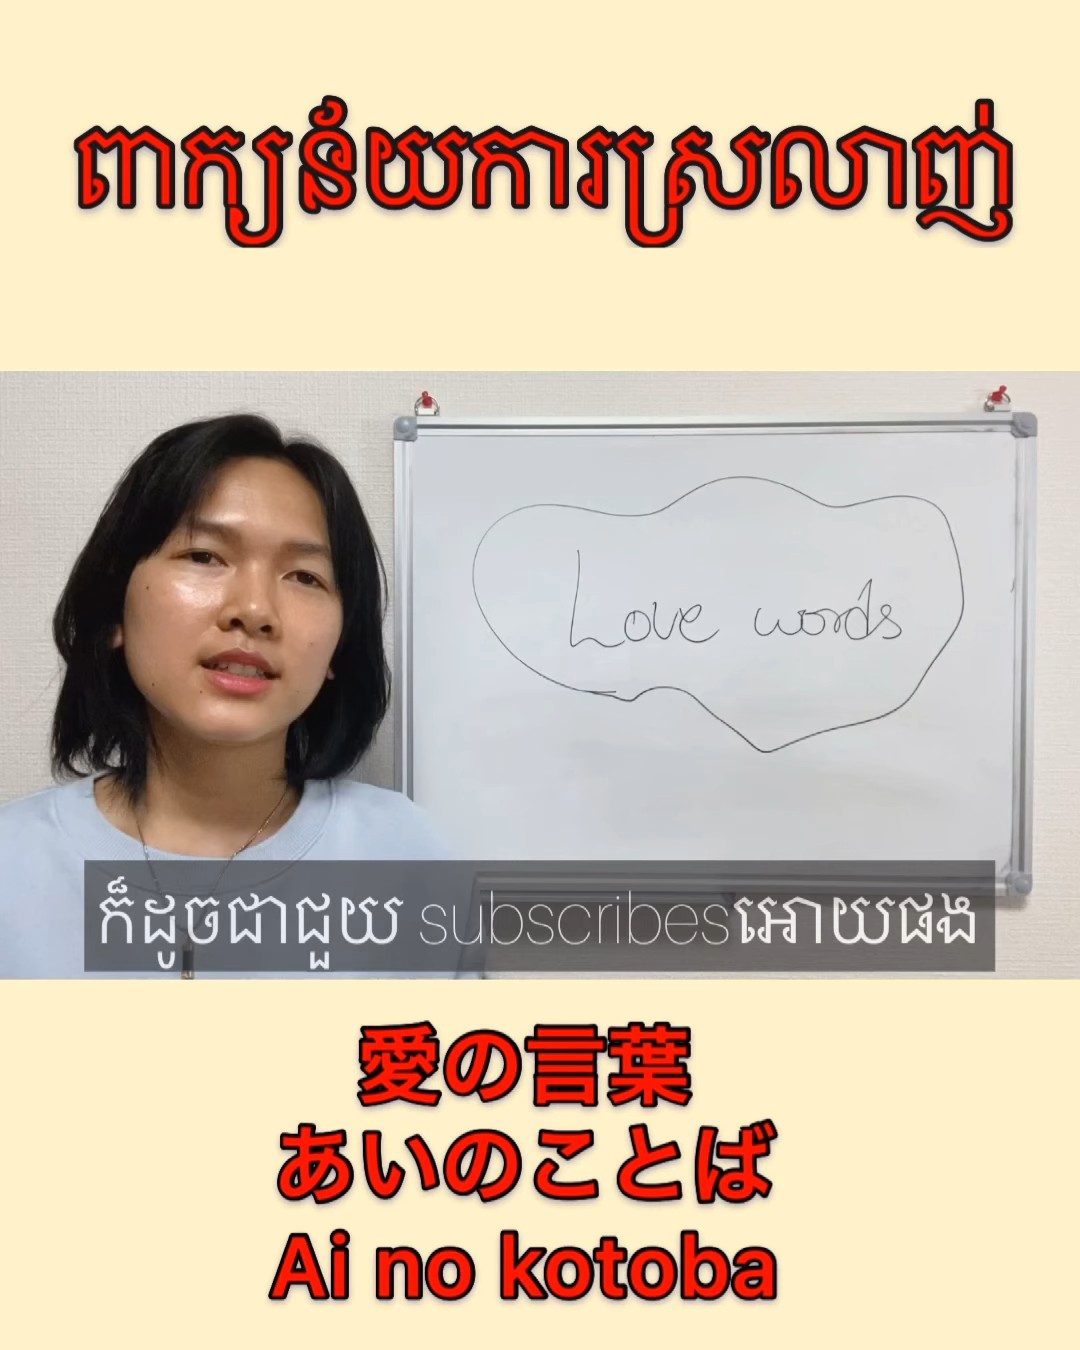 ពាក្យន័យការស្រលាញ់
Love words
ក៏ដូចជាជួយ subscribesអោយផង
愛の言葉
あいのことば
Ai no kotoba